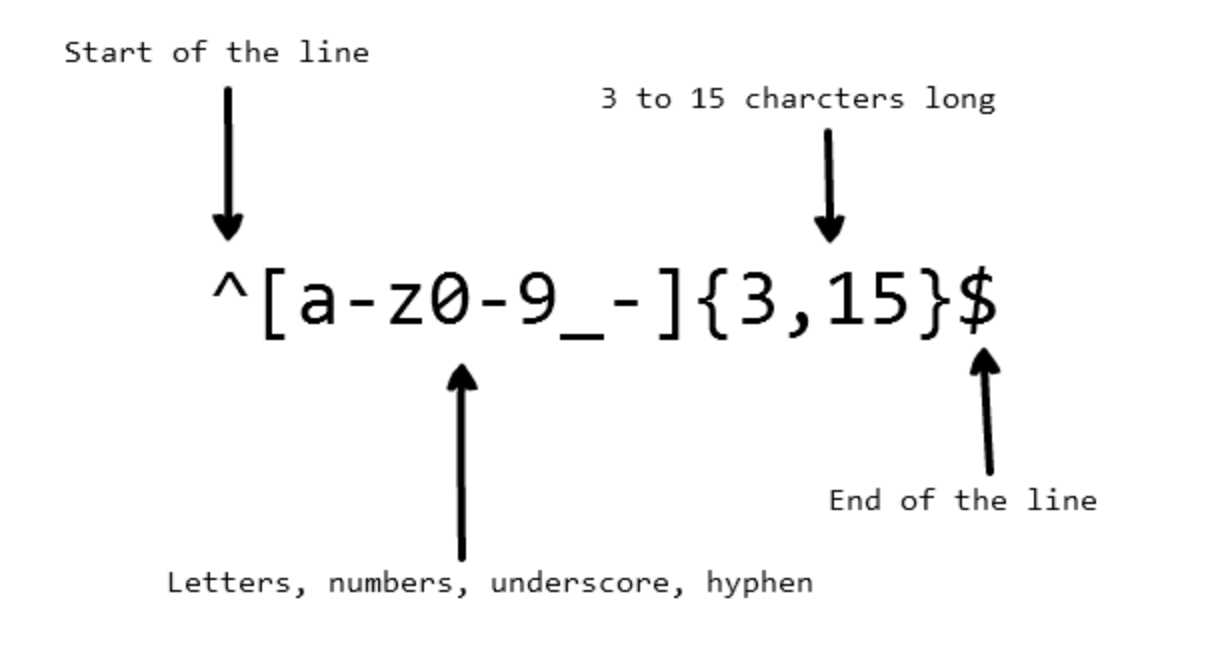 Start of the line
3 to 15 charcters long
^[a-z0-9_-]{3,15}$
End of the line
Letters, numbers, underscore, hyphen